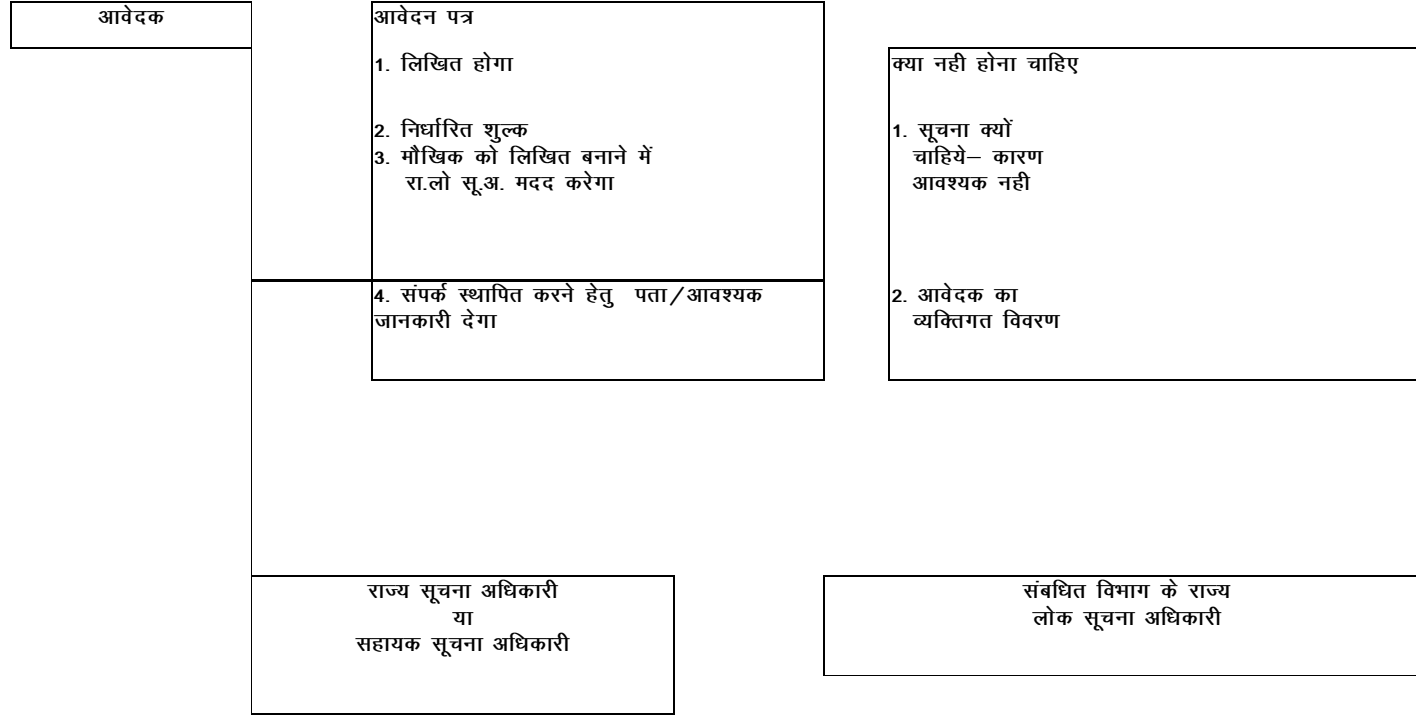 आवेदक
आवेदन पत्र
1. लिखित होगा
2. निर्धारित शुल्क
3. मौखिक को लिखित बनाने में
रा.लो सू.अ. मदद करेगा
4. संपर्क स्थापित करने हेतु पता/आवश्यक
जानकारी देगा
क्या नही होना चाहिए
1. सूचना क्यों
चाहिये– कारण
आवश्यक नही
2. आवेदक का
व्यक्तिगत विवरण
राज्य सूचना अधिकारी
या
सहायक सूचना अधिकारी
संबधित विभाग के राज्य
लोक सूचना अधिकारी